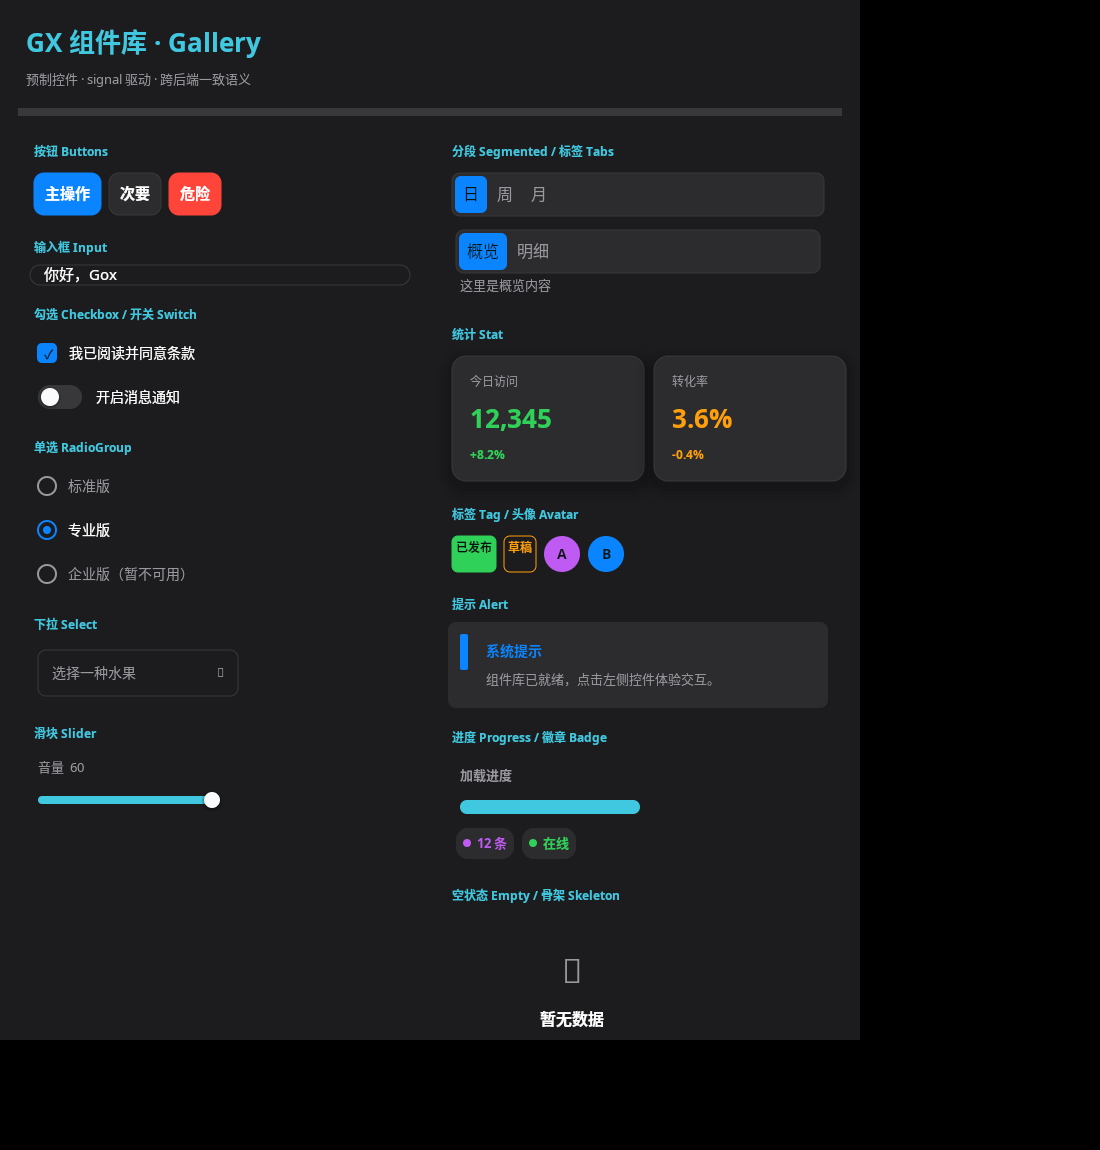 GX 组件库 · Gallery
预制控件 · signal 驱动 · 跨后端一致语义
按钮 Buttons
主操作 次要 危险
输入框 Input
你好，Gox
勾选 Checkbox / 开关 Switch
我已阅读并同意条款
开启消息通知
单选 RadioGroup
标准版
专业版
企业版（暂不可用）
下拉 Select
选择一种水果
滑块 Slider
音量 60
分段 Segmented / 标签 Tabs
日 周 月
概览 明细
这里是概览内容
统计 Stat
今日访问
12,345
+8.2%
转化率
3.6%
-0.4%
标签 Tag / 头像 Avatar
已发布 草稿 A B
提示 Alert
系统提示
组件库已就绪，点击左侧控件体验交互。
进度 Progress / 徽章 Badge
加载进度
12 条 在线
空状态 Empty / 骨架 Skeleton
暂无数据